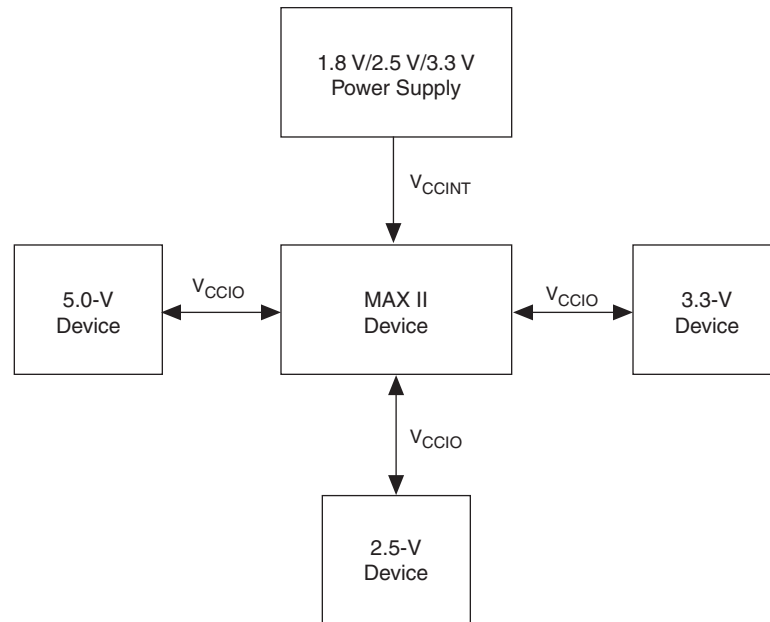 1.8 V/2.5 V/3.3 V
Power Supply
VCCINT
5.0-V
Device
VCCIO
MAX II
Device
VCCIO
3.3-V
Device
VCCIO
2.5-V
Device